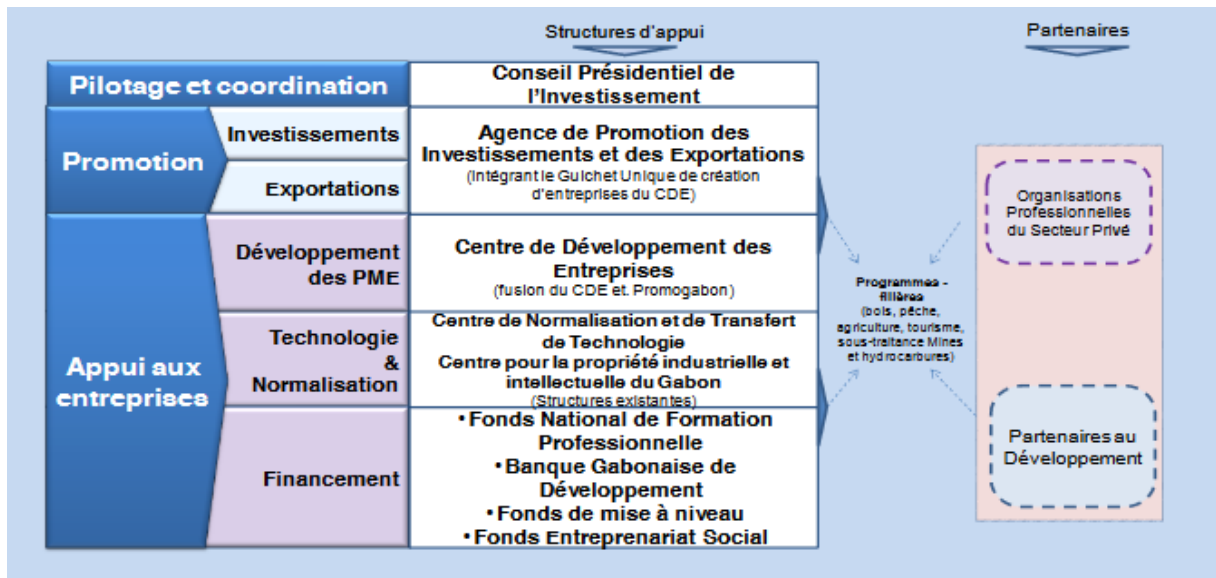 Structures d'appui
Partenaires
Pilotage et coordination
Conseil Présidentiel de
l'Investissement
Promotion
Investissements
Exportations
Agence de Promotion des
Investissements et des Exportations
(Intégrant le Guichet Unique de création
d'entreprises du CDE)
Appui aux
entreprises
Développement
des PME
Centre de Développement des
Entreprises
(fusion du CDE et. Promogabon)
Technologie
&
Normalisation
Centre de Normalisation et de Transfert
de Technologie
Centre pour la propriété industrielle et
intellectuelle du Gabon
(Structures existantes)
Financement
•Fonds National de Formation
Professionnelle
•Banque Gabonaise de
Développement
•Fonds de mise à niveau
•Fonds Entreprenariat Social
Programmes -
filières
(bois, pêche,
agriculture, tourisme,
sous-traitance Mines
et hydrocarbures)
Organisations
Professionnelles
du Secteur Privé
Partenaires au
Développement